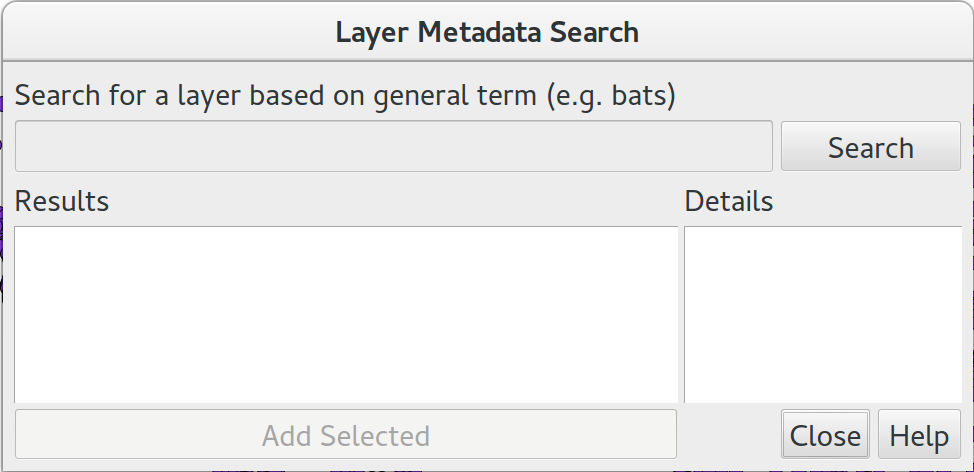 Layer Metadata Search
Search for a layer based on general term (e.g. bats)
Search
Results
Details
Add Selected
Close
Help